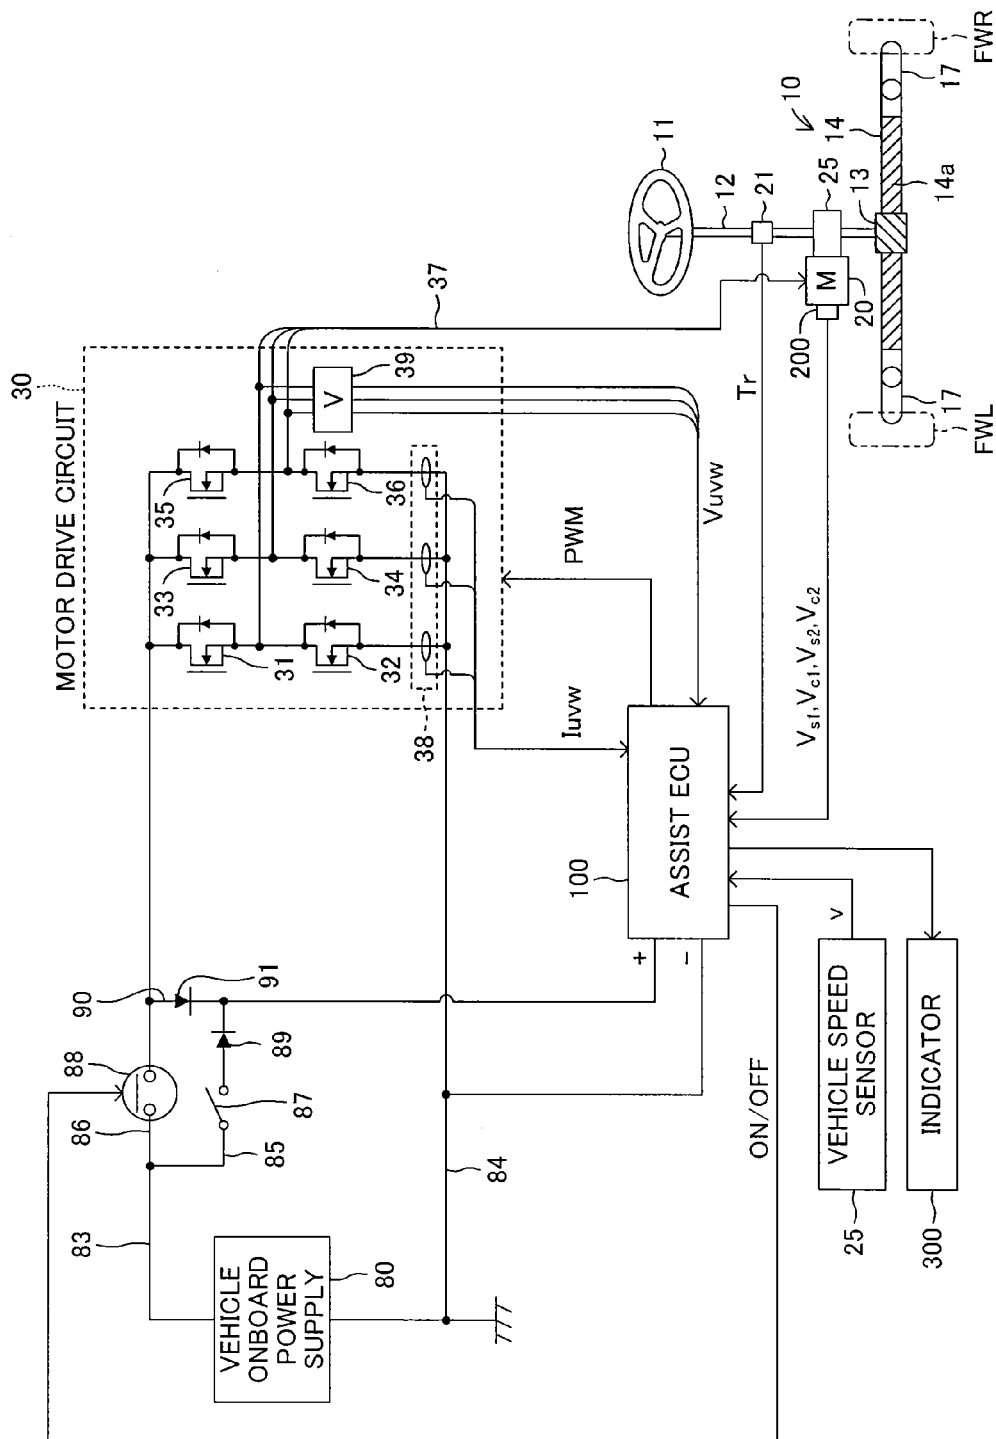 30
MOTOR DRIVE CIRCUIT
35
33
31
36
34
32
38
V
39
37
Iuvw
PWM
Vuvw
Tr
Vs1,Vc1,Vs2,Vc2
11
12
21
10
25
M
20
200
13
14
14a
17
17
FWR
FWL
100
ASSIST ECU
+
−
ON/OFF
v
VEHICLE SPEED
SENSOR
25
INDICATOR
300
90
91
88
86
89
87
85
84
83
VEHICLE
ONBOARD
POWER
SUPPLY
80